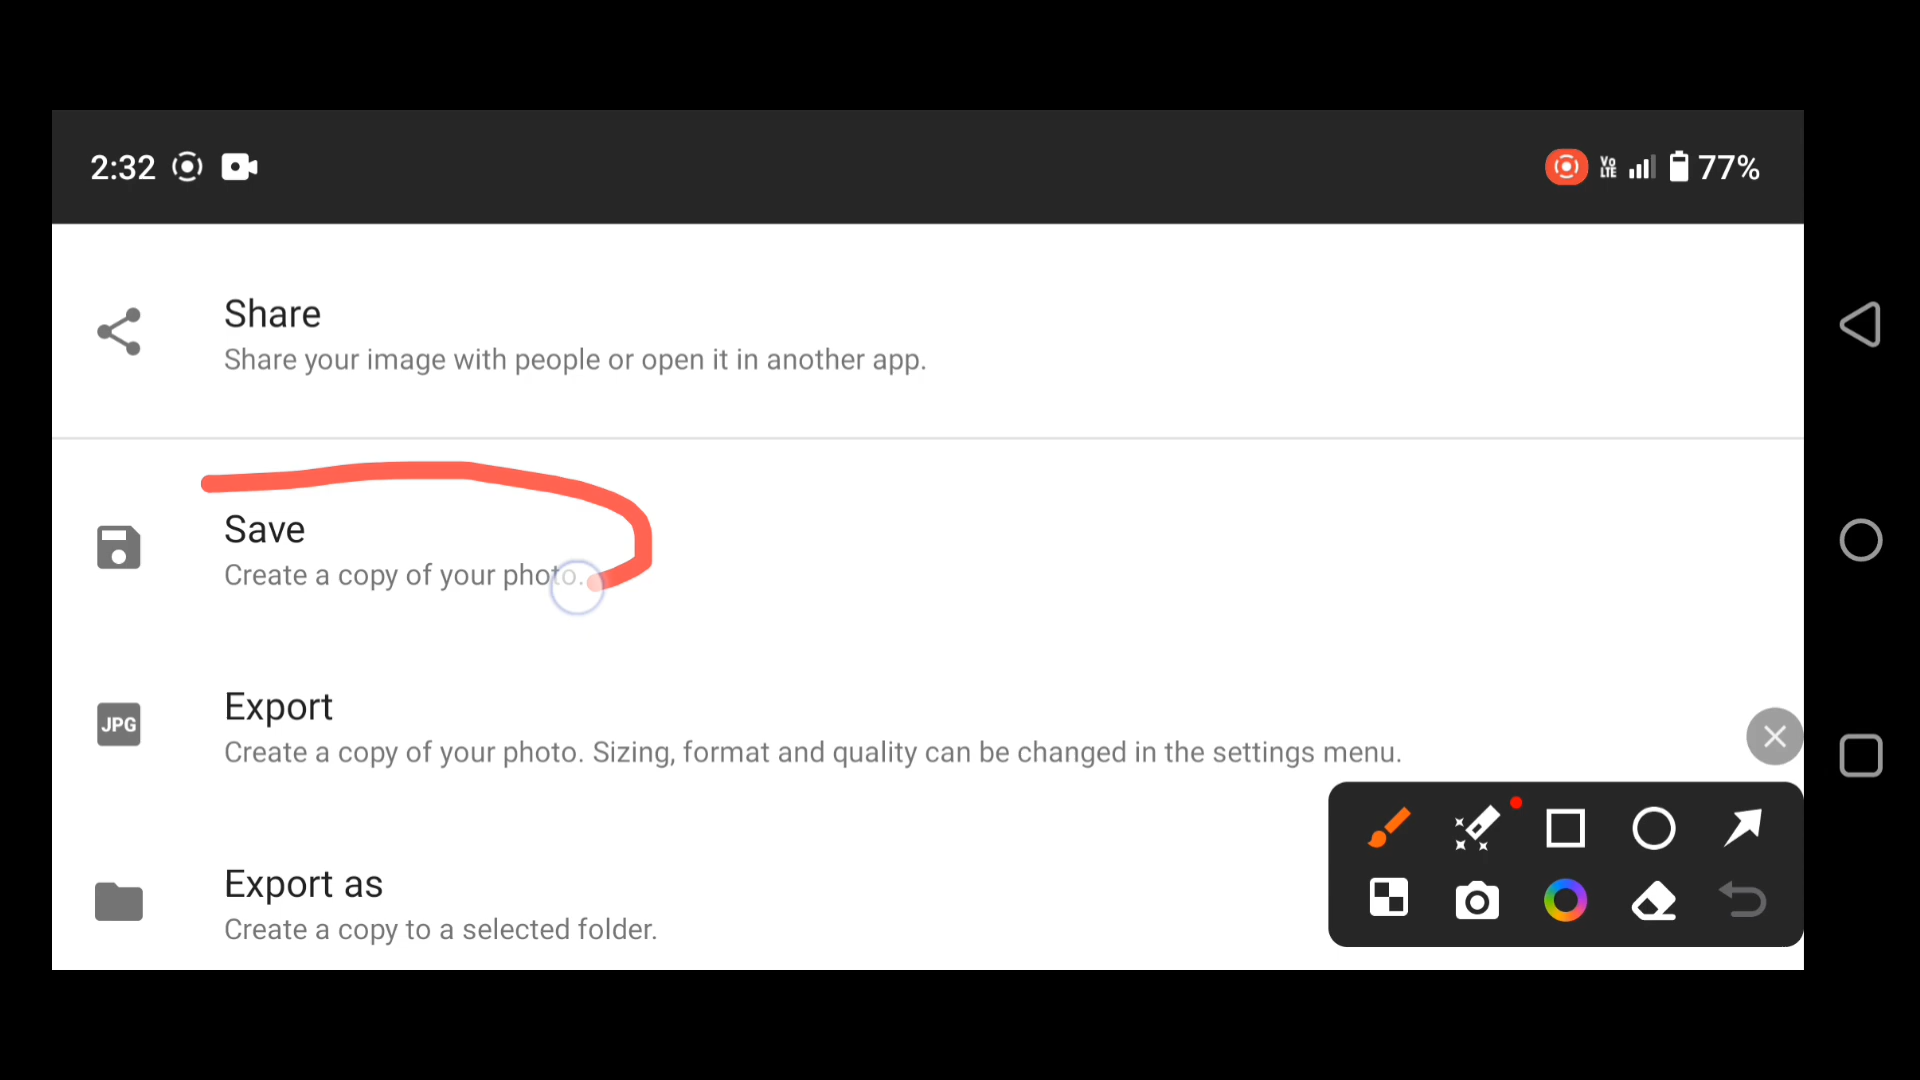 2:32
Vo LTE 77%
Share
Share your image with people or open it in another app.
Save
Create a copy of your photo.
JPG
Export
Create a copy of your photo. Sizing, format and quality can be changed in the settings menu.
Export as
Create a copy to a selected folder.